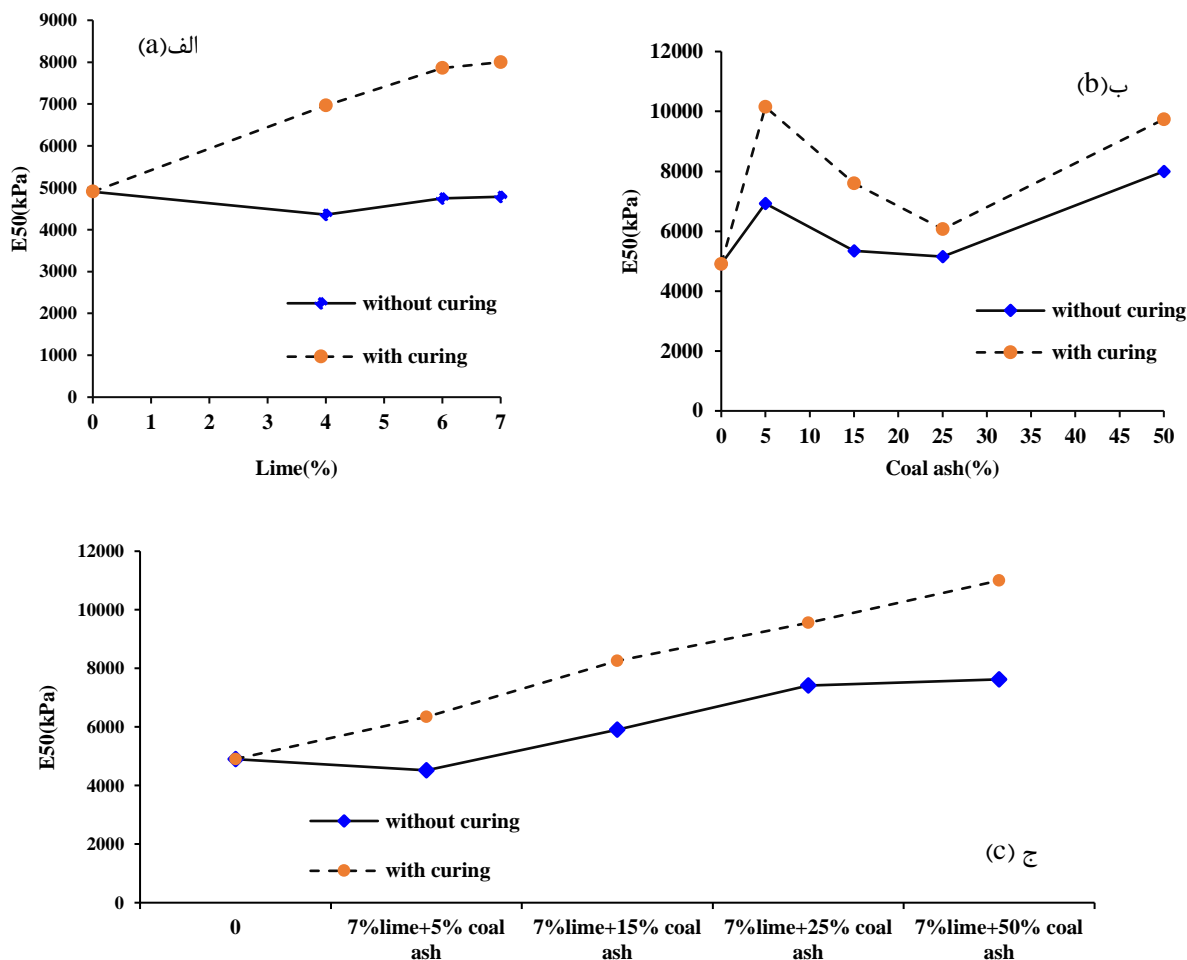 الف(a)
9000
8000
7000
6000
5000
4000
3000
2000
1000
0
E50(kPa)
without curing
with curing
0 1 2 3 4 5 6 7
Lime(%)
ب(b)
12000
10000
8000
6000
4000
2000
0
E50(kPa)
without curing
with curing
0 5 10 15 20 25 30 35 40 45 50
Coal ash(%)
12000
10000
8000
6000
4000
2000
0
E50(kPa)
without curing
with curing
ج (c)
0
7%lime+5% coal
ash
7%lime+15% coal
ash
7%lime+25% coal
ash
7%lime+50% coal
ash